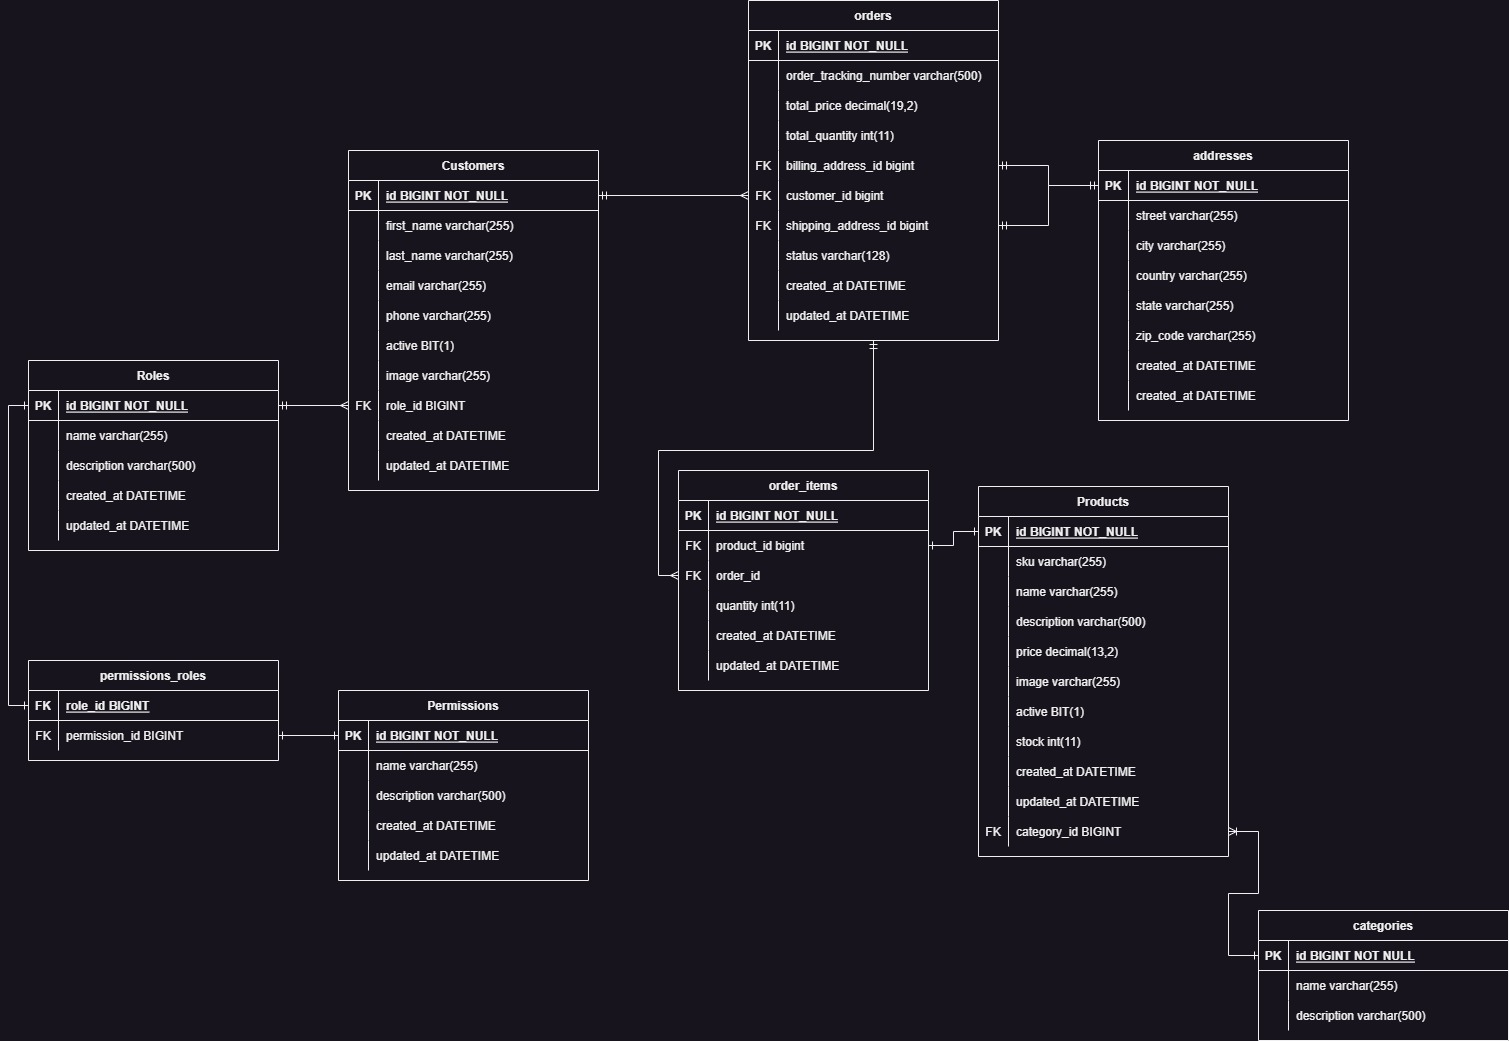 orders
PK id BIGINT NOT_NULL
order_tracking_number varchar(500)
total_price decimal(19,2)
total_quantity int(11)
FK billing_address_id bigint
FK customer_id bigint
FK shipping_address_id bigint
status varchar(128)
created_at DATETIME
updated_at DATETIME
addresses
PK id BIGINT NOT_NULL
street varchar(255)
city varchar(255)
country varchar(255)
state varchar(255)
zip_code varchar(255)
created_at DATETIME
created_at DATETIME
Customers
PK id BIGINT NOT_NULL
first_name varchar(255)
last_name varchar(255)
email varchar(255)
phone varchar(255)
active BIT(1)
image varchar(255)
FK role_id BIGINT
created_at DATETIME
updated_at DATETIME
Roles
PK id BIGINT NOT_NULL
name varchar(255)
description varchar(500)
created_at DATETIME
updated_at DATETIME
order_items
PK id BIGINT NOT_NULL
FK product_id bigint
FK order_id
quantity int(11)
created_at DATETIME
updated_at DATETIME
Products
PK id BIGINT NOT_NULL
sku varchar(255)
name varchar(255)
description varchar(500)
price decimal(13,2)
image varchar(255)
active BIT(1)
stock int(11)
created_at DATETIME
updated_at DATETIME
FK category_id BIGINT
permissions_roles
FK role_id BIGINT
FK permission_id BIGINT
Permissions
PK id BIGINT NOT_NULL
name varchar(255)
description varchar(500)
created_at DATETIME
updated_at DATETIME
categories
PK id BIGINT NOT NULL
name varchar(255)
description varchar(500)